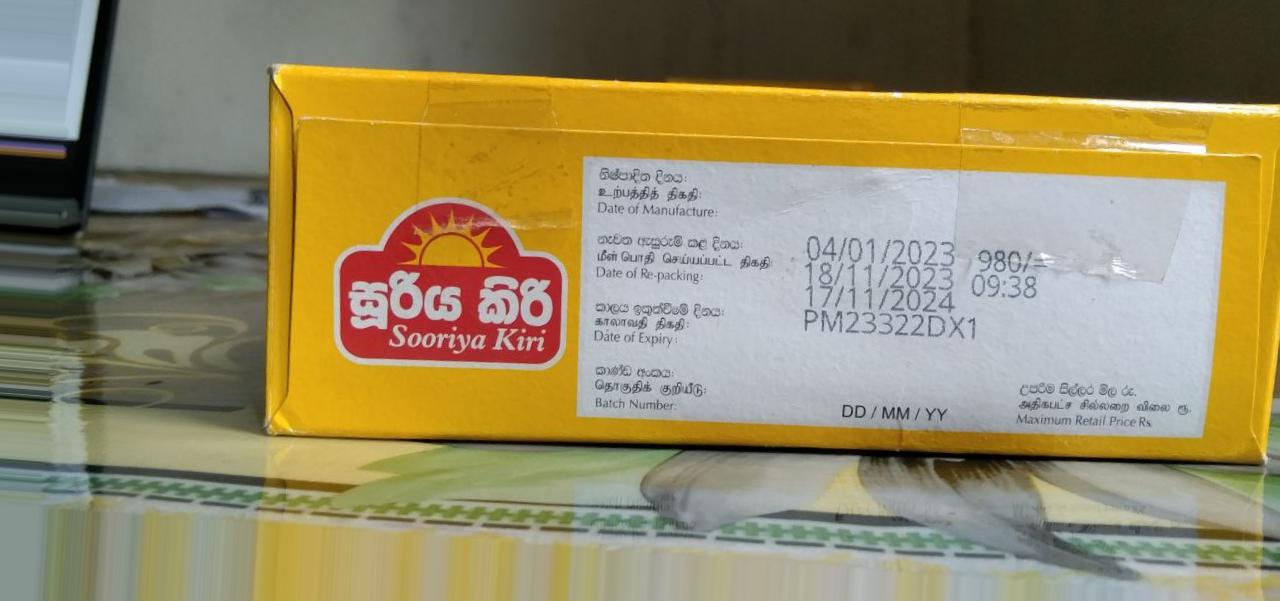 සූරිය කිරි
Sooriya Kiri
නිෂ්පාදිත දිනය:
உற்பத்தித் திகதி:
Date of Manufacture:
නැවත ඇසුරුම් කළ දිනය:
மீள் பொதி செய்யப்பட்ட திகதி:
Date of Re-packing:
කාලය ඉකුත්වීමේ දිනය:
காலாவதி திகதி:
Date of Expiry:
කාණ්ඩ අංකය:
தொகுதிக் குறியீடு:
Batch Number:
04/01/2023 980/=
18/11/2023 09:38
17/11/2024
PM23322DX1
DD / MM / YY
උපරිම සිල්ලර මිල රු.
அதிகபட்ச சில்லறை விலை ரூ.
Maximum Retail Price Rs.